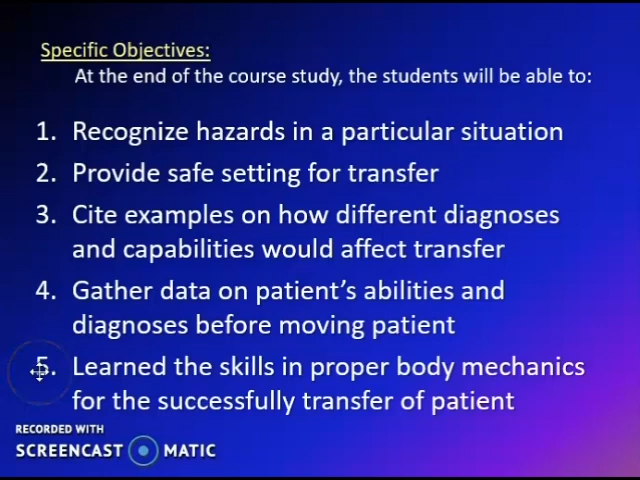 Specific Objectives:
At the end of the course study, the students will be able to:
1. Recognize hazards in a particular situation
2. Provide safe setting for transfer
3. Cite examples on how different diagnoses
and capabilities would affect transfer
4. Gather data on patient's abilities and
diagnoses before moving patient
5. Learned the skills in proper body mechanics
for the successfully transfer of patient
RECORDED WITH
SCREENCAST MATIC